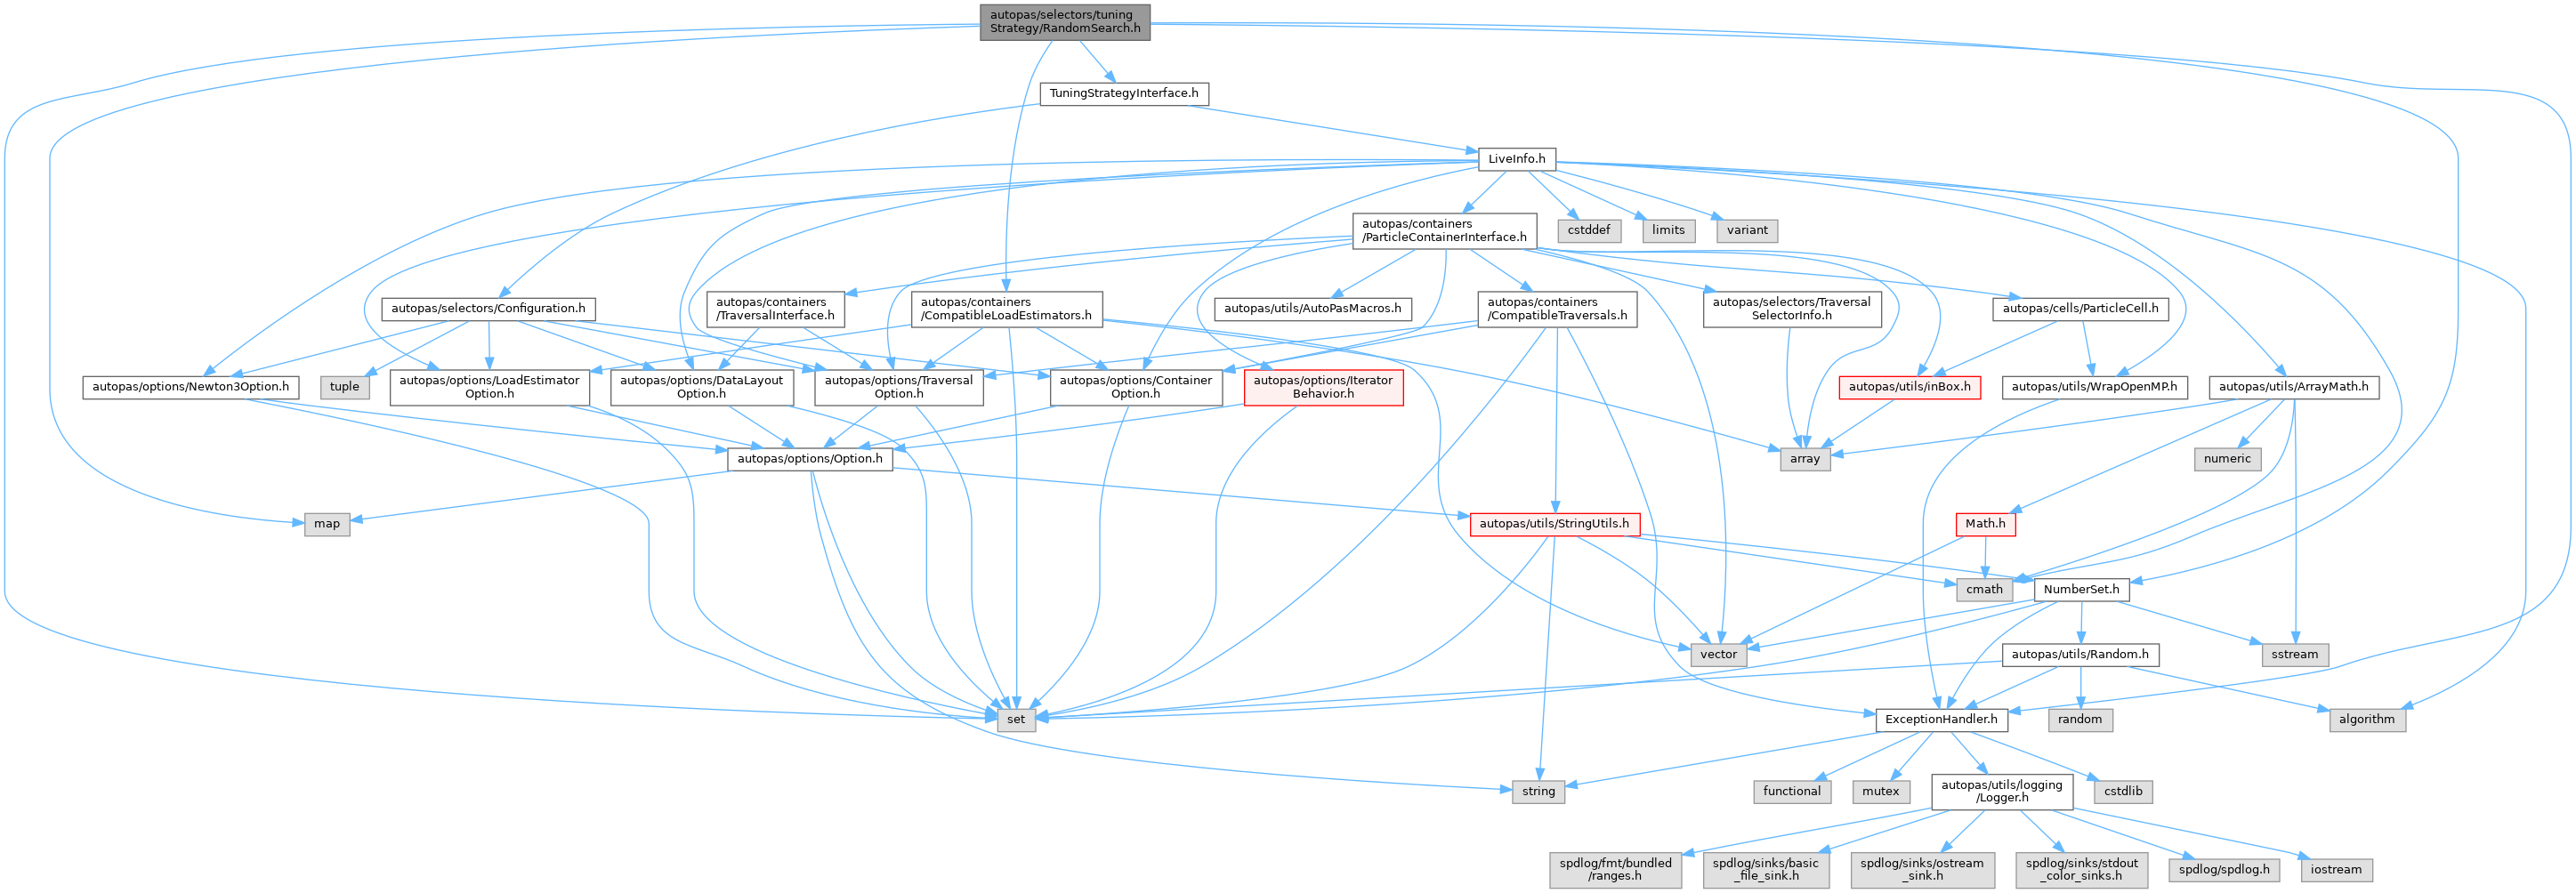 autopas/selectors/tuning
Strategy/RandomSearch.h
TuningStrategyInterface.h
LiveInfo.h
autopas/containers
/ParticleContainerInterface.h
cstddef
limits
variant
autopas/selectors/Configuration.h
autopas/containers
/TraversalInterface.h
autopas/containers
/CompatibleLoadEstimators.h
autopas/utils/AutoPasMacros.h
autopas/containers
/CompatibleTraversals.h
autopas/selectors/Traversal
SelectorInfo.h
autopas/cells/ParticleCell.h
autopas/options/Newton3Option.h
tuple
autopas/options/LoadEstimator
Option.h
autopas/options/DataLayout
Option.h
autopas/options/Traversal
Option.h
autopas/options/Container
Option.h
autopas/options/Iterator
Behavior.h
autopas/utils/inBox.h
autopas/utils/WrapOpenMP.h
autopas/utils/ArrayMath.h
autopas/options/Option.h
array
numeric
map
autopas/utils/StringUtils.h
Math.h
cmath
NumberSet.h
vector
autopas/utils/Random.h
sstream
set
ExceptionHandler.h
random
algorithm
string
functional
mutex
autopas/utils/logging
/Logger.h
cstdlib
spdlog/fmt/bundled
/ranges.h
spdlog/sinks/basic
_file_sink.h
spdlog/sinks/ostream
_sink.h
spdlog/sinks/stdout
_color_sinks.h
spdlog/spdlog.h
iostream